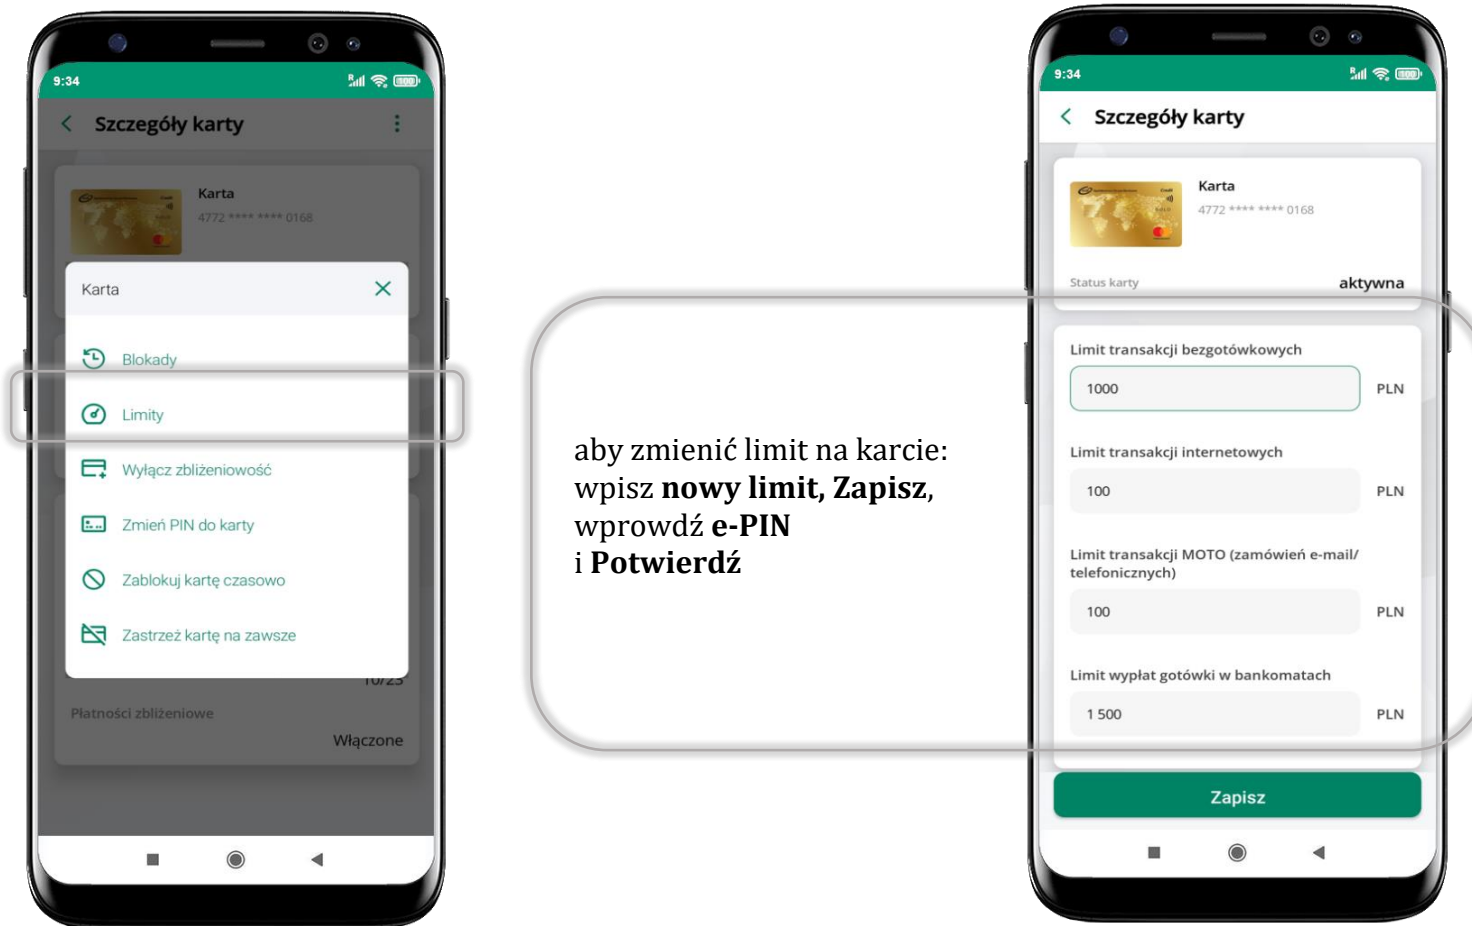 9:34
Szczegóły karty
Karta
4772 **** **** 0168
Karta
Blokady
Limity
Wyłącz zbliżeniowość
Zmień PIN do karty
Zablokuj kartę czasowo
Zastrzeż kartę na zawsze
10/25
Płatności zbliżeniowe
Włączone
aby zmienić limit na karcie:
wpisz nowy limit, Zapisz,
wprowdź e-PIN
i Potwierdź
9:34
Szczegóły karty
Karta
4772 **** **** 0168
Status karty
aktywna
Limit transakcji bezgotówkowych
1000 PLN
Limit transakcji internetowych
100 PLN
Limit transakcji MOTO (zamówień e-mail/
telefonicznych)
100 PLN
Limit wypłat gotówki w bankomatach
1 500 PLN
Zapisz